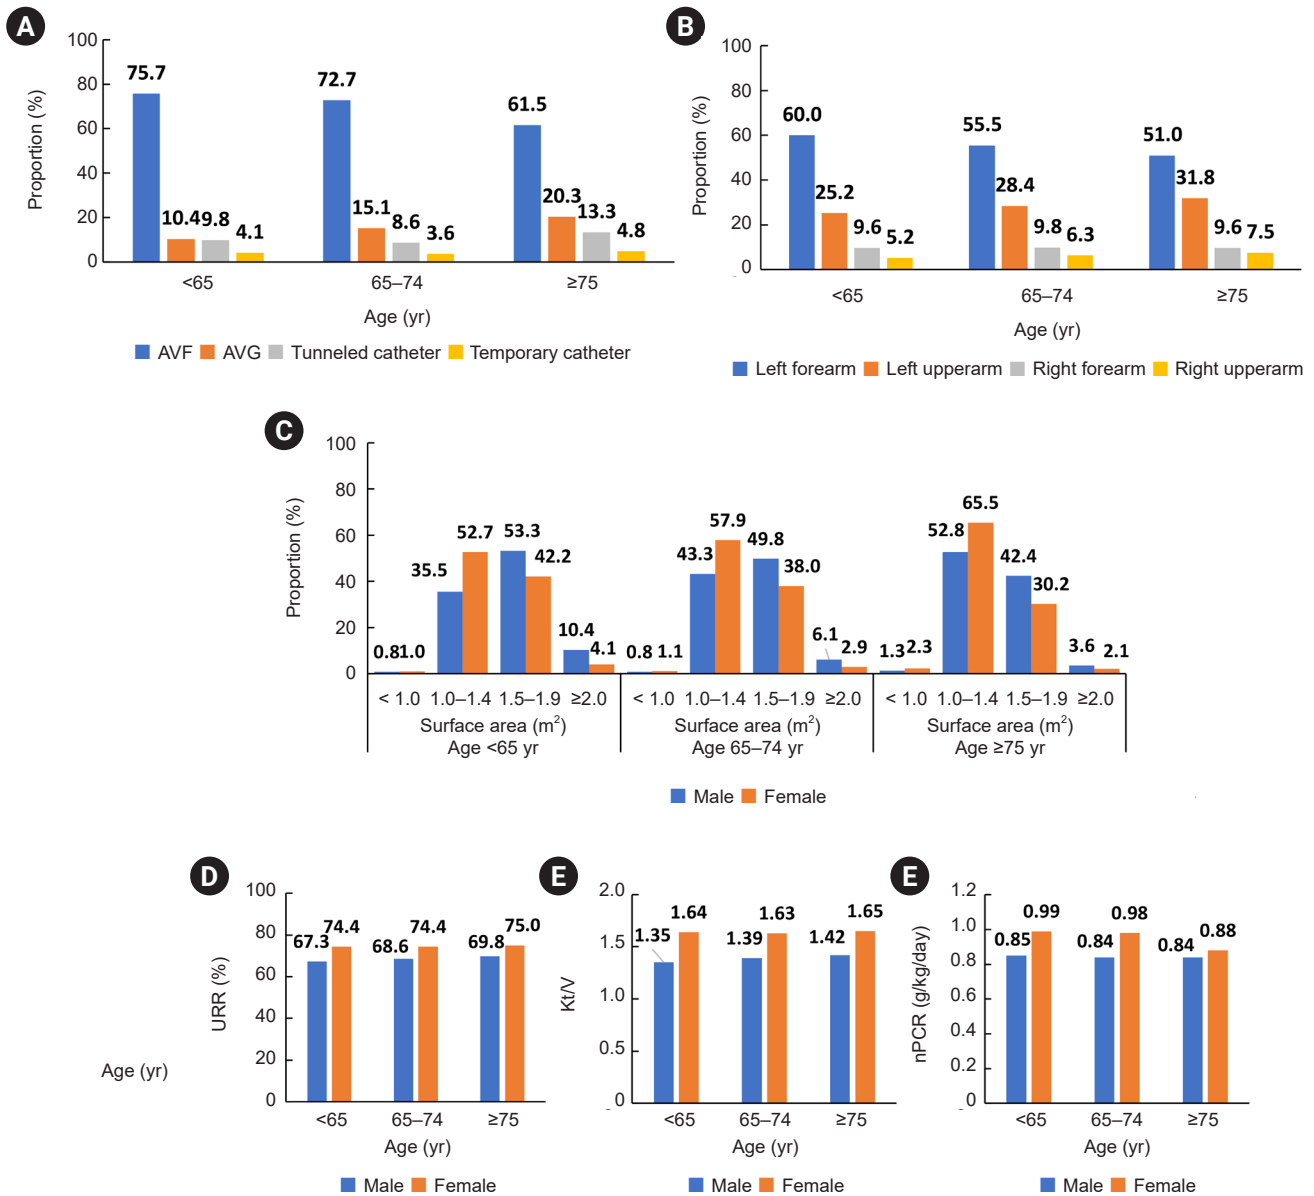 A
Proportion (%)
100
80
60
40
20
0
75.7
10.4
9.8
4.1
72.7
15.1
8.6
3.6
61.5
20.3
13.3
4.8
<65
65–74
≥75
Age (yr)
AVF
AVG
Tunneled catheter
Temporary catheter
B
Proportion (%)
100
80
60
40
20
0
60.0
25.2
9.6
5.2
55.5
28.4
9.8
6.3
51.0
31.8
9.6
7.5
<65
65–74
≥75
Age (yr)
Left forearm
Left upperarm
Right forearm
Right upperarm
C
Proportion (%)
100
80
60
40
20
0
0.8
1.0
35.5
52.7
53.3
42.2
10.4
4.1
0.8
1.1
43.3
57.9
49.8
38.0
6.1
2.9
1.3
2.3
52.8
65.5
42.4
30.2
3.6
2.1
< 1.0 1.0–1.4 1.5–1.9 ≥2.0
Surface area (m²)
Age <65 yr
< 1.0 1.0–1.4 1.5–1.9 ≥2.0
Surface area (m²)
Age 65–74 yr
< 1.0 1.0–1.4 1.5–1.9 ≥2.0
Surface area (m²)
Age ≥75 yr
Male
Female
Age (yr)
D
URR (%)
100
80
60
40
20
0
67.3
74.4
68.6
74.4
69.8
75.0
<65
65–74
≥75
Age (yr)
Male
Female
E
Kt/V
2.0
1.5
1.0
0.5
0
1.35
1.64
1.39
1.63
1.42
1.65
<65
65–74
≥75
Age (yr)
Male
Female
E
nPCR (g/kg/day)
1.2
1.0
0.8
0.6
0.4
0.2
0
0.85
0.99
0.84
0.98
0.84
0.88
<65
65–74
≥75
Age (yr)
Male
Female